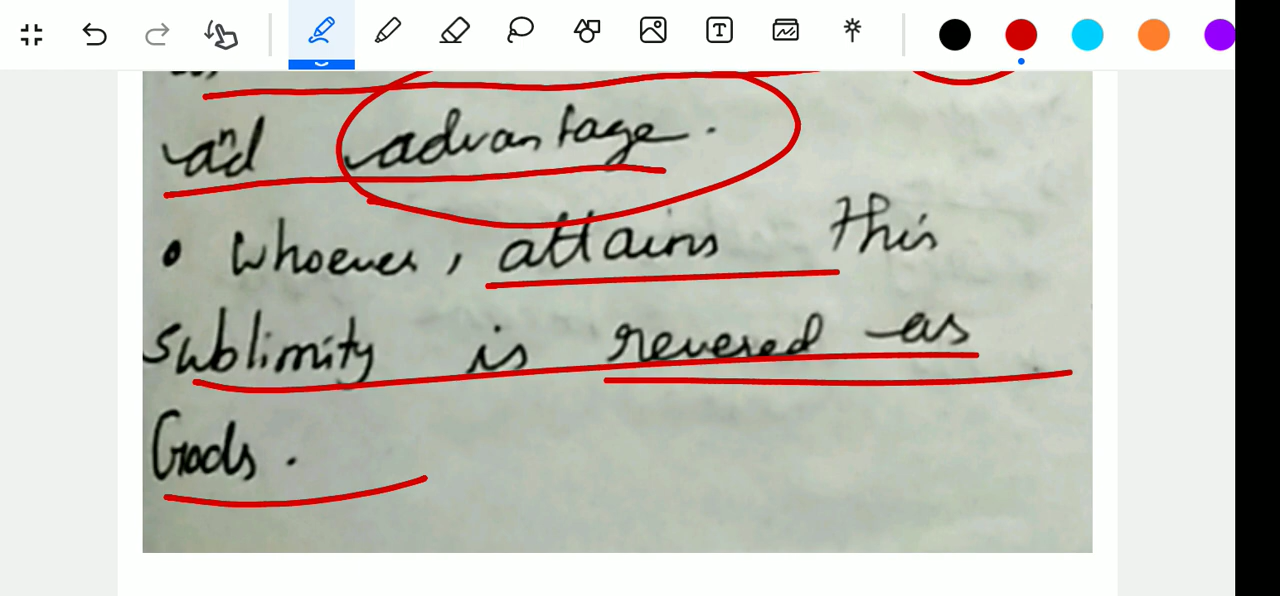 and advantage.
• Whoever, attains this
Sublimity is revered as
Gods.